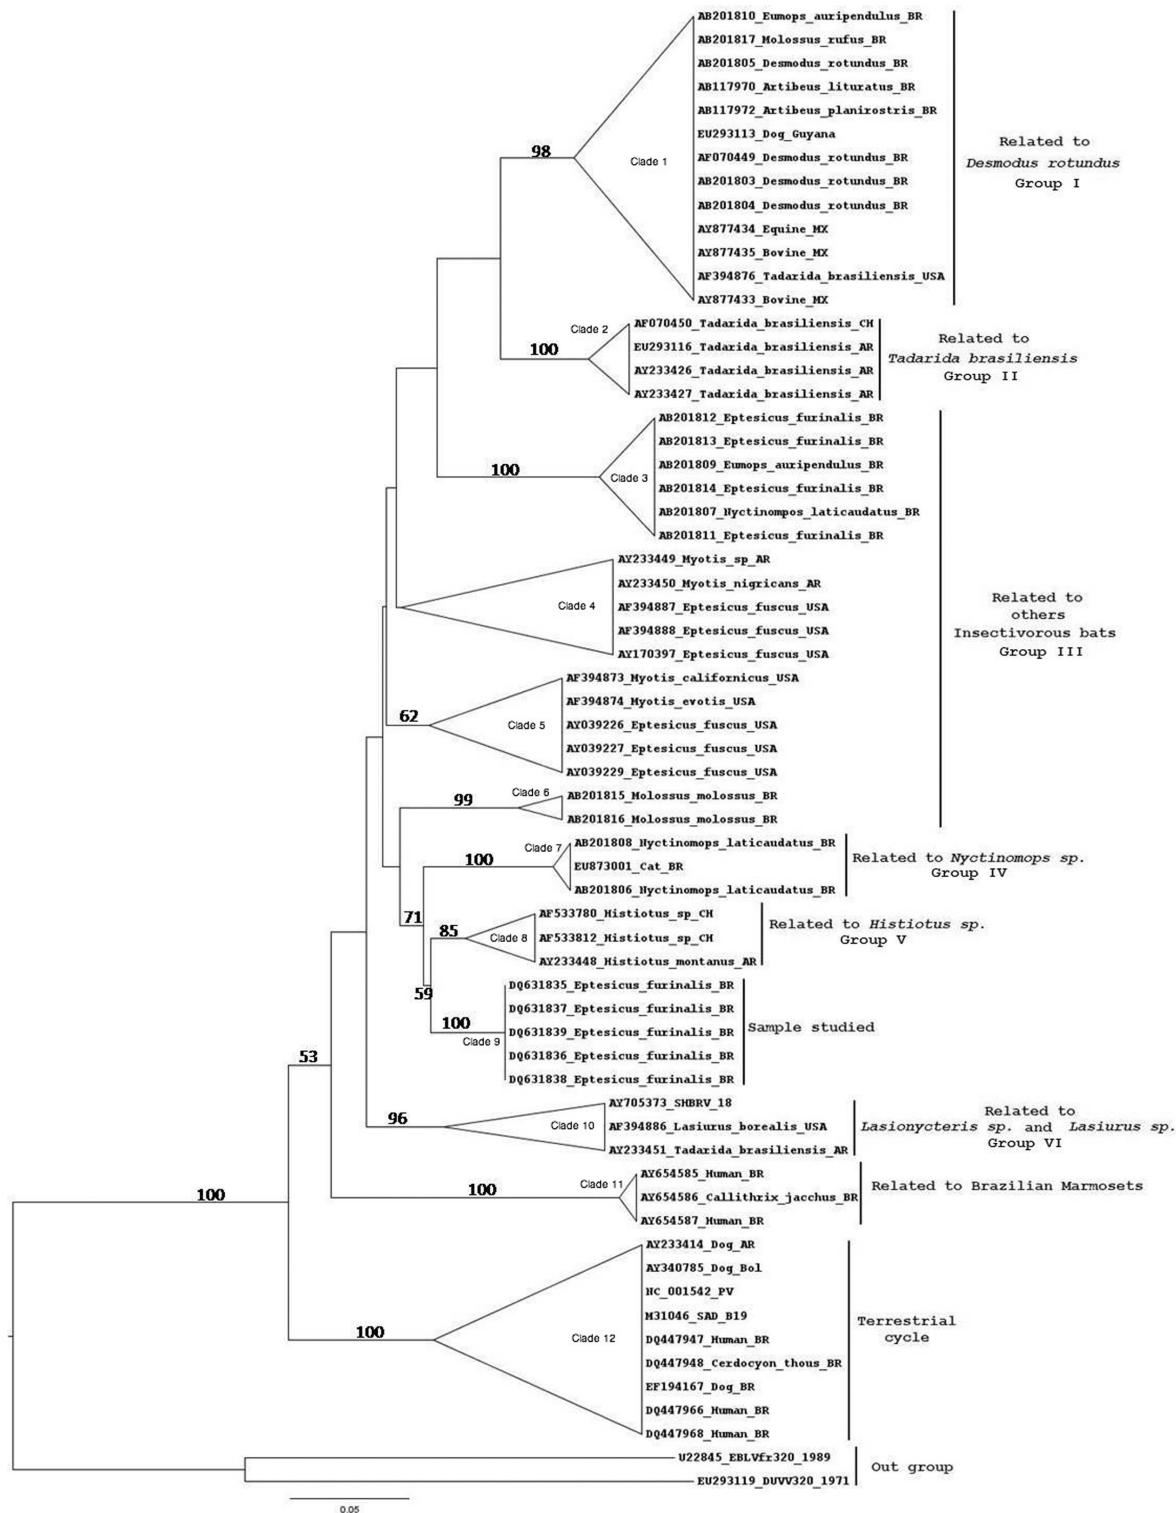 AB201810_Eumops_auripendulus_BR
AB201817_Molossus_rufus_BR
AB201805_Desmodus_rotundus_BR
AB117970_Artibeus_lituratus_BR
AB117972_Artibeus_planirostris_BR
EU293113_Dog_Guyana
AF070449_Desmodus_rotundus_BR
AB201803_Desmodus_rotundus_BR
AB201804_Desmodus_rotundus_BR
AY877434_Equine_MX
AY877435_Bovine_MX
AF394876_Tadarida_brasiliensis_USA
AY877433_Bovine_MX
98
Clade 1
Related to
Desmodus rotundus
Group I
AF070450_Tadarida_brasiliensis_CH
EU293116_Tadarida_brasiliensis_AR
AY233426_Tadarida_brasiliensis_AR
AY233427_Tadarida_brasiliensis_AR
Clade 2
100
Related to
Tadarida brasiliensis
Group II
AB201812_Eptesicus_furinalis_BR
AB201813_Eptesicus_furinalis_BR
AB201809_Eumops_auripendulus_BR
AB201814_Eptesicus_furinalis_BR
AB201807_Nyctinompos_laticaudatus_BR
AB201811_Eptesicus_furinalis_BR
100
Clade 3
AY233449_Myotis_sp_AR
AY233450_Myotis_nigricans_AR
AF394887_Eptesicus_fuscus_USA
AF394888_Eptesicus_fuscus_USA
AY170397_Eptesicus_fuscus_USA
Clade 4
Related to
others
Insectivorous bats
Group III
AF394873_Myotis_californicus_USA
AF394874_Myotis_evotis_USA
AY039226_Eptesicus_fuscus_USA
AY039227_Eptesicus_fuscus_USA
AY039229_Eptesicus_fuscus_USA
62
Clade 5
AB201815_Molossus_molossus_BR
AB201816_Molossus_molossus_BR
99
Clade 6
AB201808_Nyctinomops_laticaudatus_BR
EU873001_Cat_BR
AB201806_Nyctinomops_laticaudatus_BR
Clade 7
100
Related to Nyctinomops sp.
Group IV
71
AF533780_Histiotus_sp_CH
AF533812_Histiotus_sp_CH
AY233448_Histiotus_montanus_AR
85
Clade 8
Related to Histiotus sp.
Group V
59
DQ631835_Eptesicus_furinalis_BR
DQ631837_Eptesicus_furinalis_BR
DQ631839_Eptesicus_furinalis_BR
DQ631836_Eptesicus_furinalis_BR
DQ631838_Eptesicus_furinalis_BR
100
Clade 9
Sample studied
53
AY705373_SHBRV_18
AF394886_Lasiurus_borealis_USA
AY233451_Tadarida_brasiliensis_AR
96
Clade 10
Related to
Lasionycteris sp. and Lasiurus sp.
Group VI
AY654585_Human_BR
AY654586_Callithrix_jacchus_BR
AY654587_Human_BR
100
Clade 11
Related to Brazilian Marmosets
100
AY233414_Dog_AR
AY340785_Dog_Bol
NC_001542_PV
M31046_SAD_B19
DQ447947_Human_BR
DQ447948_Cerdocyon_thous_BR
EF194167_Dog_BR
DQ447966_Human_BR
DQ447968_Human_BR
100
Clade 12
Terrestrial
cycle
U22845_EBLVfr320_1989
EU293119_DUVV320_1971
Out group
0.05